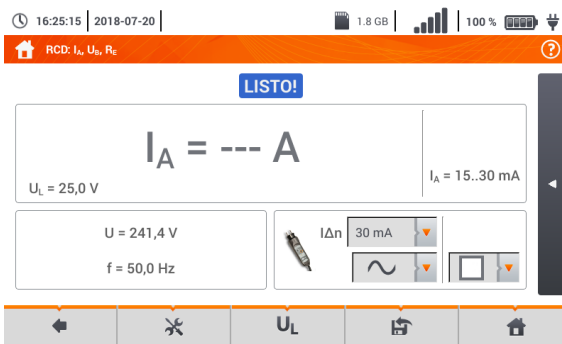 16:25:15 2018-07-20 1.8 GB 100 %
RCD: IA, UB, RE
?
LISTO!
IA = --- A
UL = 25,0 V
IA = 15..30 mA
U = 241,4 V
f = 50,0 Hz
IΔn 30 mA
UL